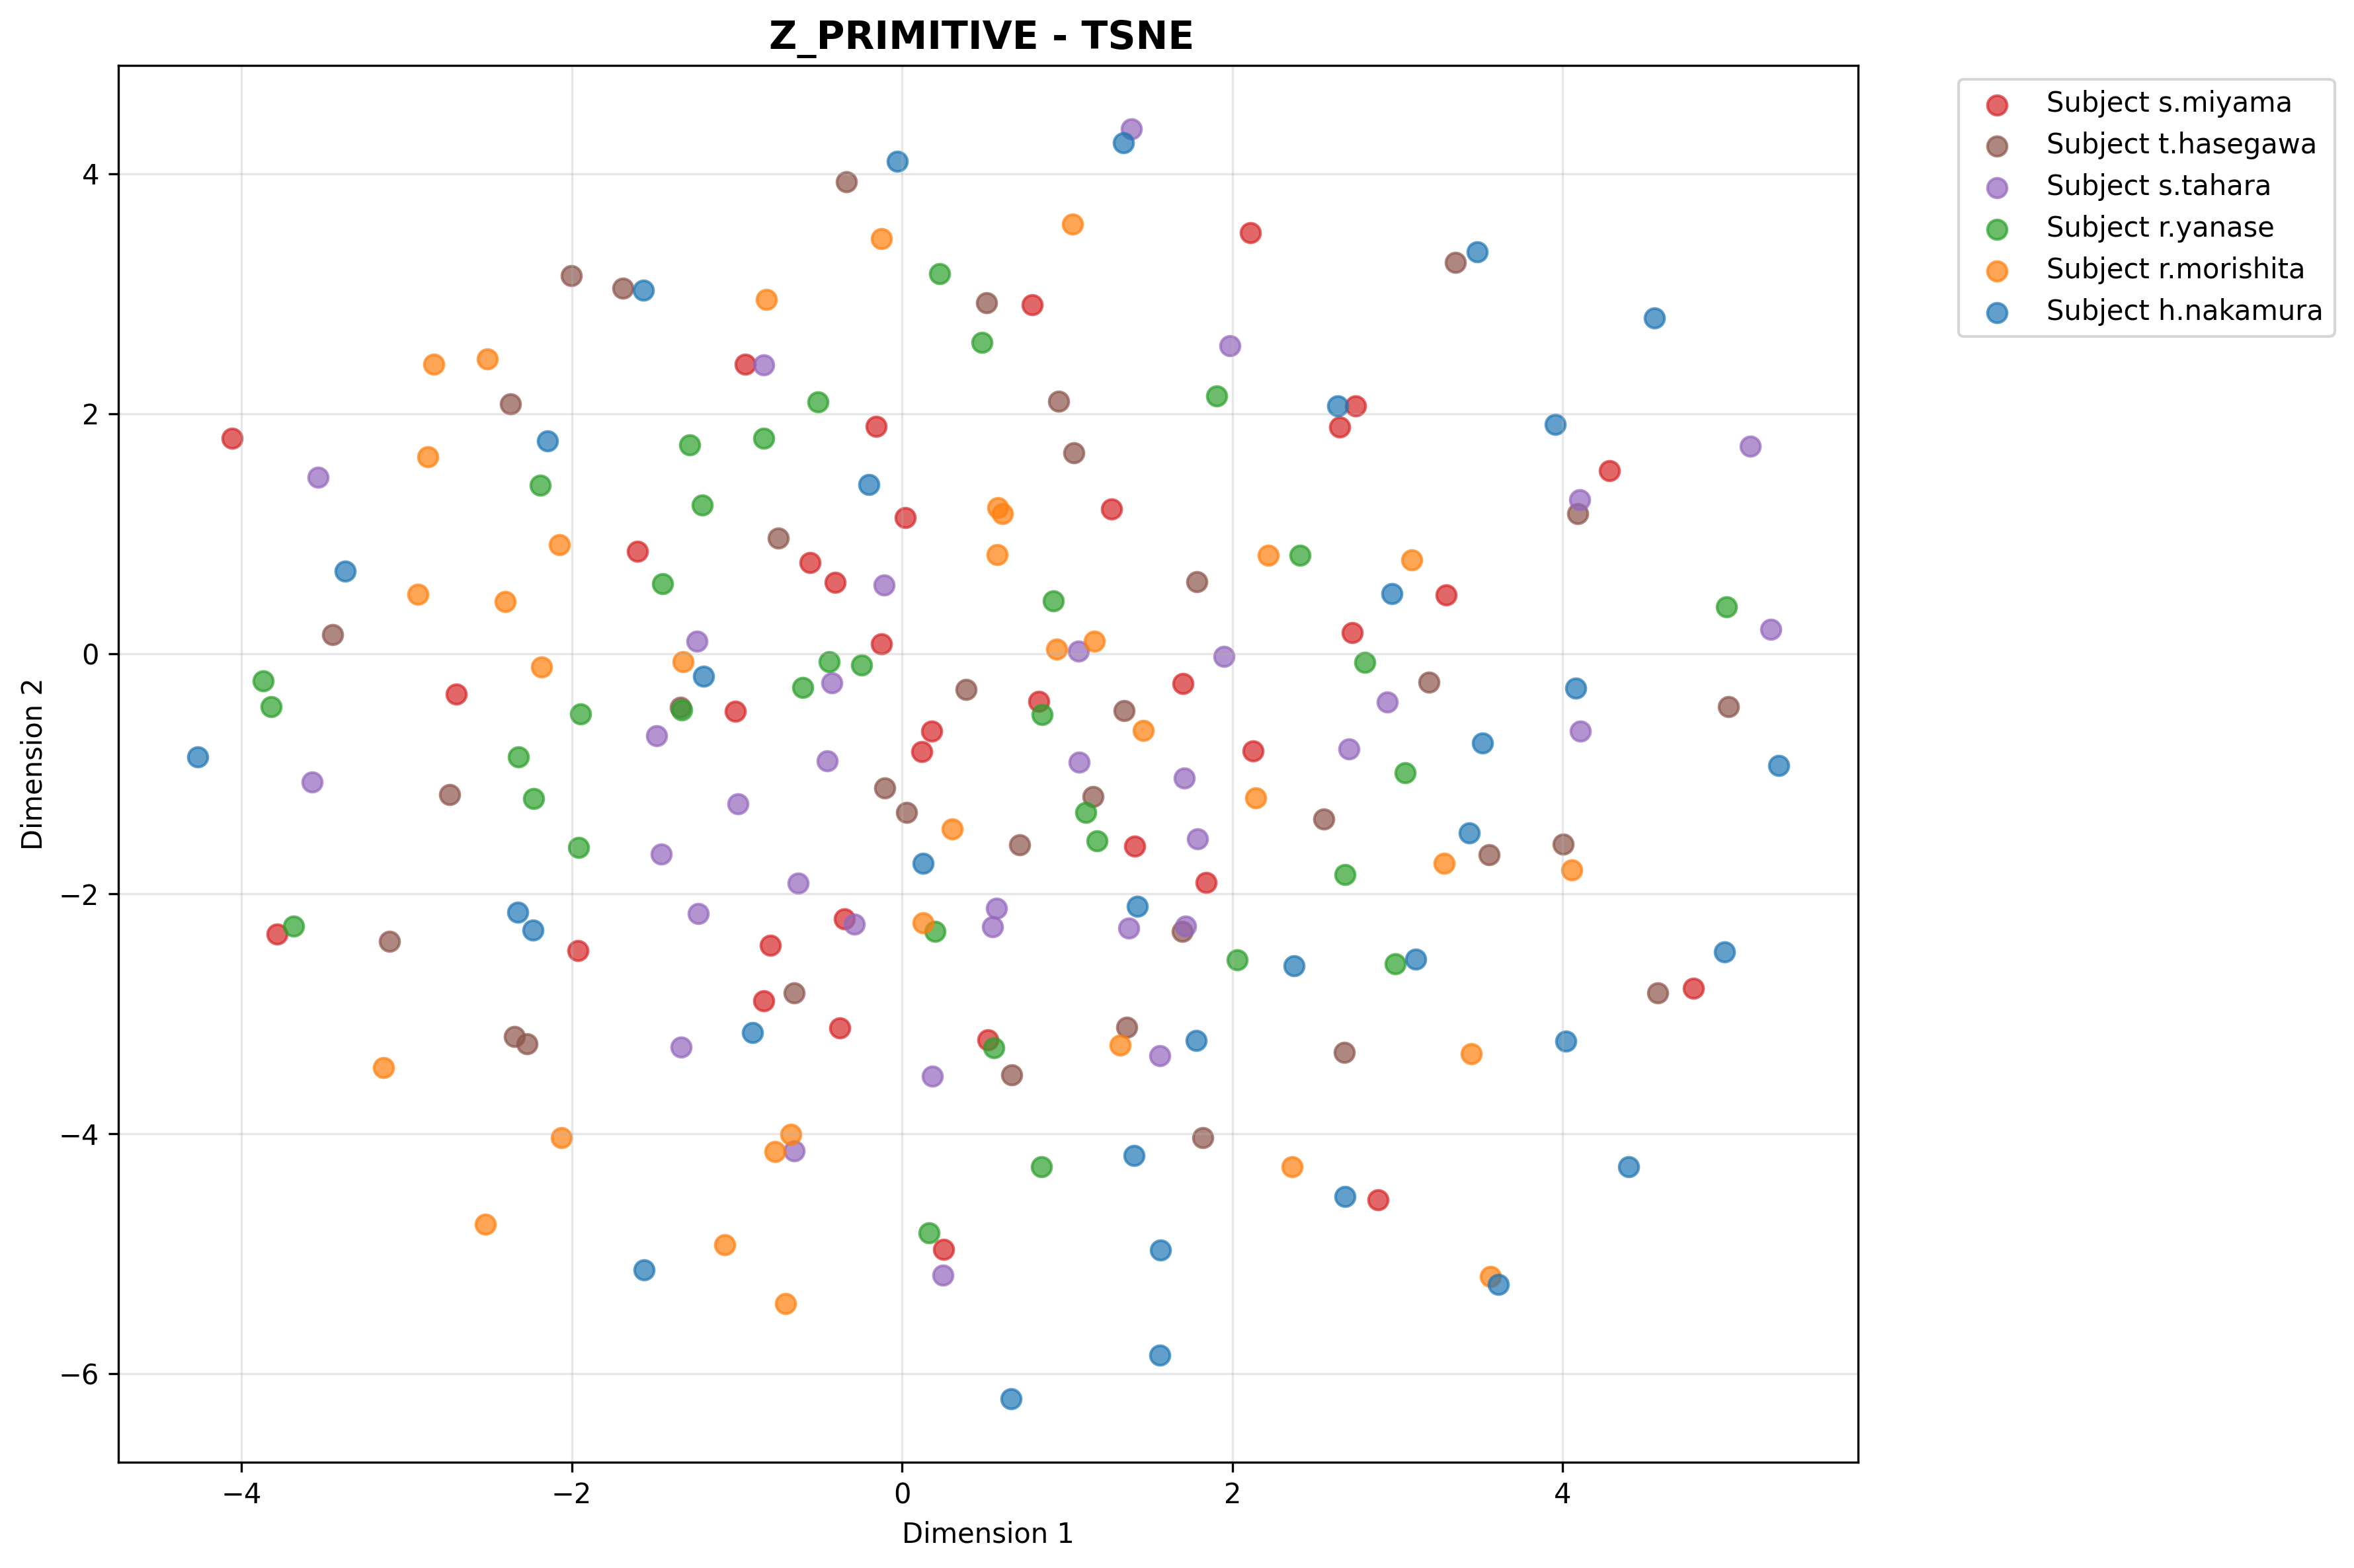 Z_PRIMITIVE - TSNE
Subject s.miyama
Subject t.hasegawa
Subject s.tahara
Subject r.yanase
Subject r.morishita
Subject h.nakamura
Dimension 2
4
2
0
−2
−4
−6
−4
−2
0
2
4
Dimension 1